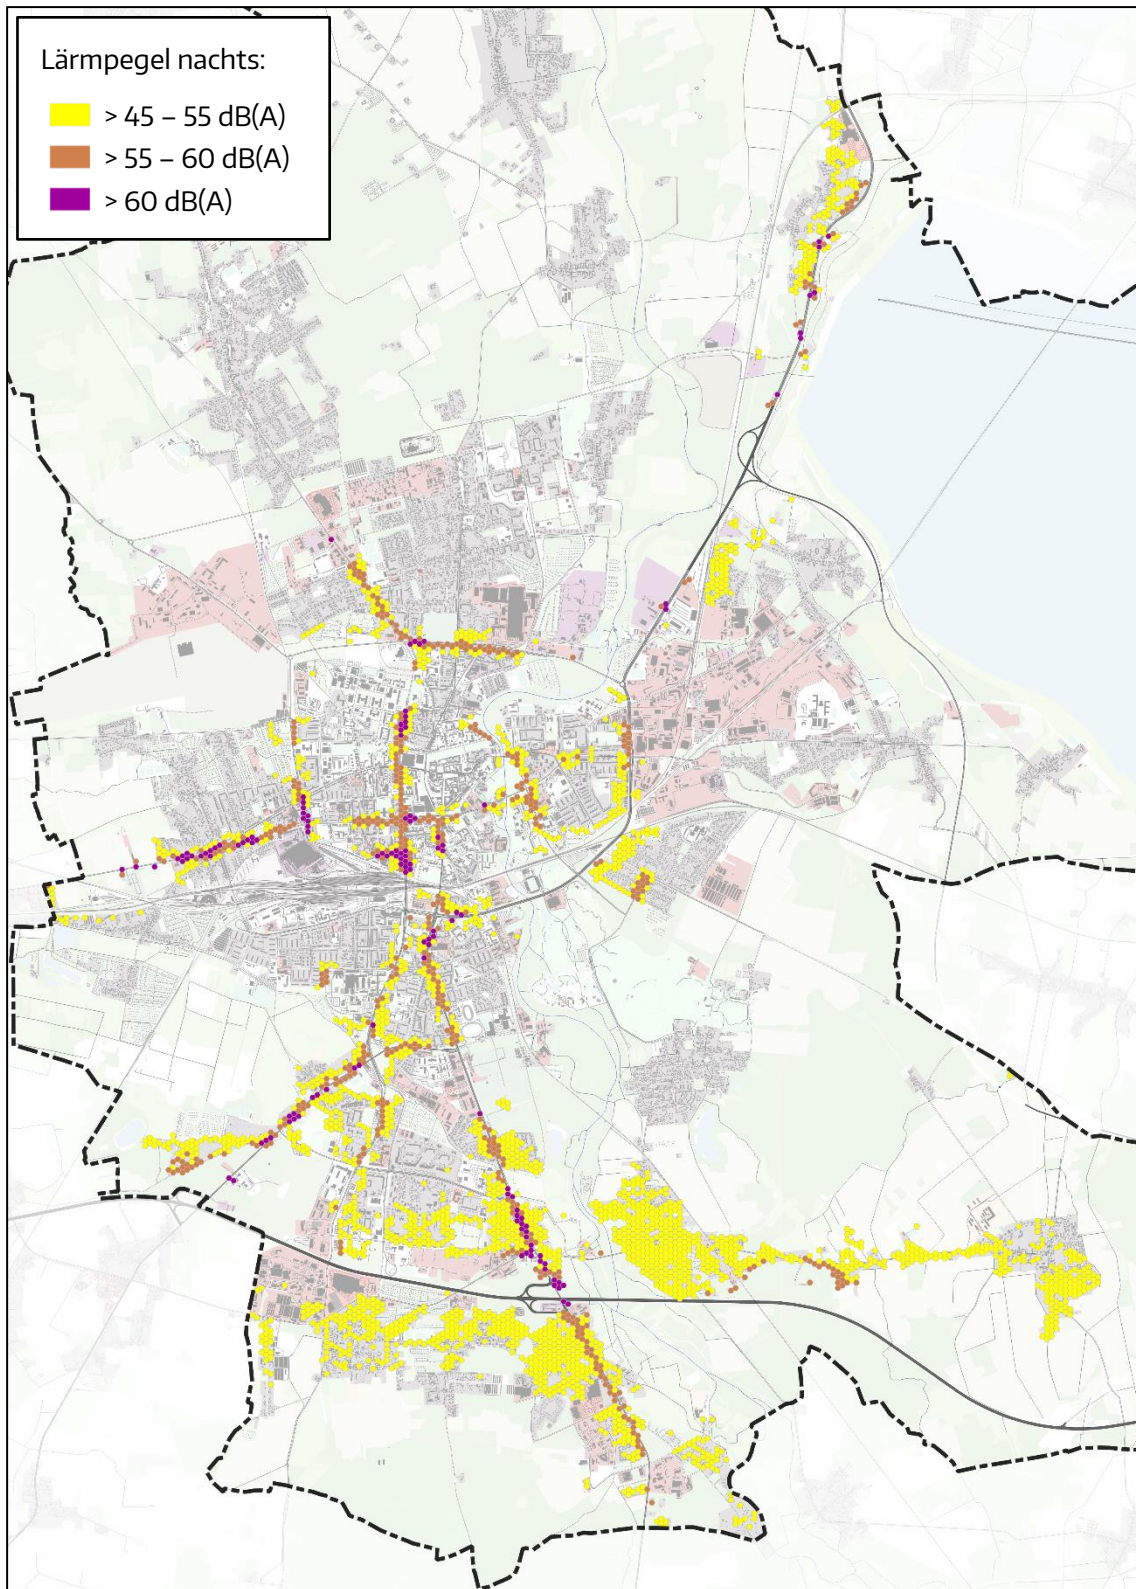 Lärmpegel nachts:
> 45 – 55 dB(A)
> 55 – 60 dB(A)
> 60 dB(A)